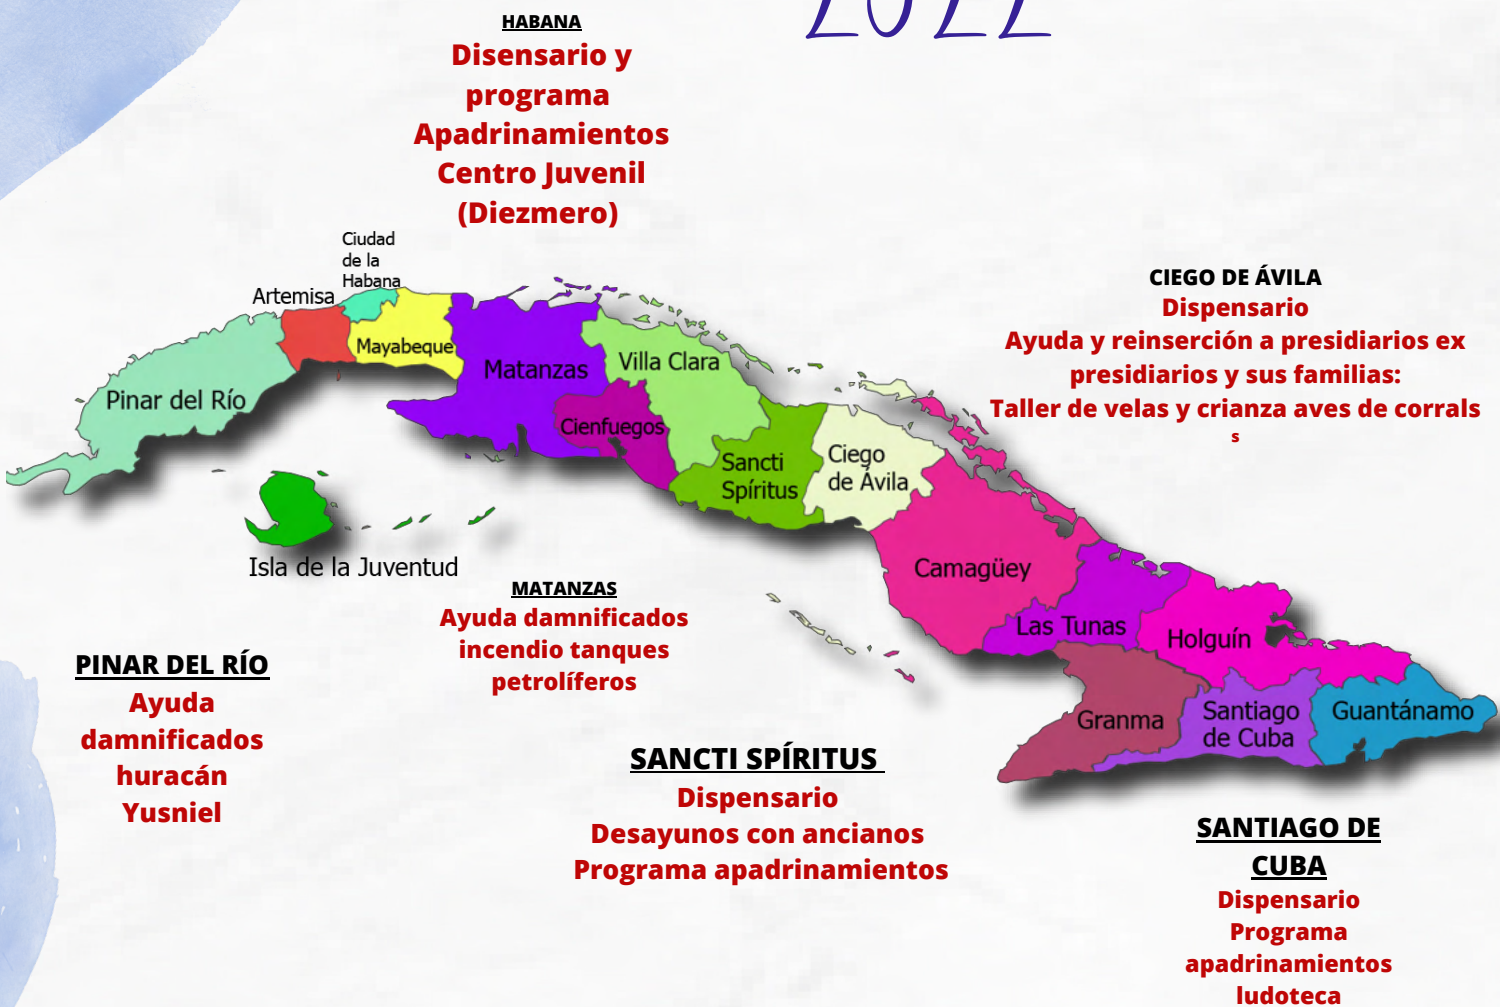 2022
HABANA
Disensario y
programa
Apadrinamientos
Centro Juvenil
(Diezmero)
Ciudad
de la
Habana
Artemisa
Mayabeque
Matanzas
Villa Clara
Pinar del Río
Cienfuegos
Sancti
Spíritus
Ciego
de Ávila
CIEGO DE ÁVILA
Dispensario
Ayuda y reinserción a presidiarios ex
presidiarios y sus familias:
Taller de velas y crianza aves de corrals
s
Isla de la Juventud
Camagüey
Las Tunas
Holguín
Granma
Santiago
de Cuba
Guantánamo
MATANZAS
Ayuda damnificados
incendio tanques
petrolíferos
PINAR DEL RÍO
Ayuda
damnificados
huracán
Yusniel
SANCTI SPÍRITUS
Dispensario
Desayunos con ancianos
Programa apadrinamientos
SANTIAGO DE
CUBA
Dispensario
Programa
apadrinamientos
ludoteca